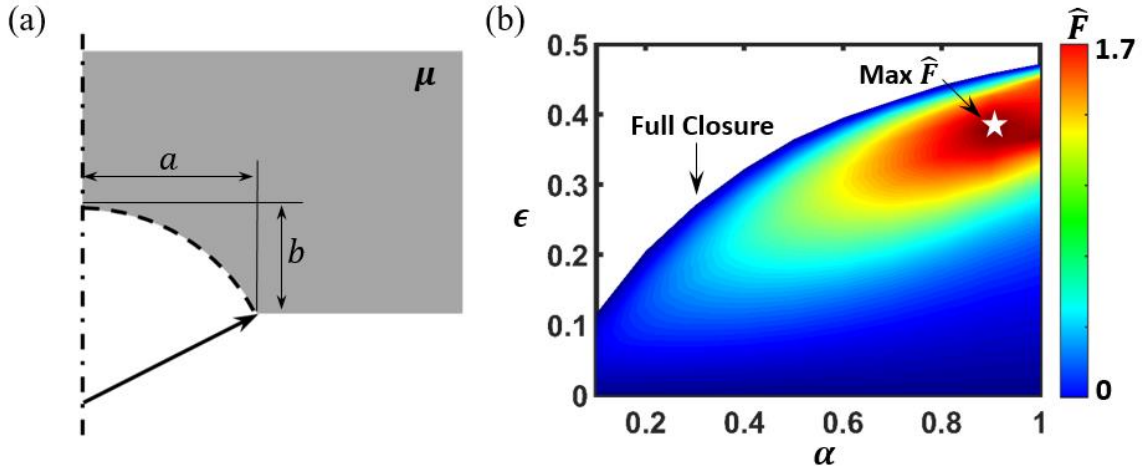 (a)
μ
a
b
(b)
F̂
1.7
0
Max F̂
Full Closure
ϵ
0.5
0.4
0.3
0.2
0.1
0
0.2
0.4
0.6
0.8
1
α